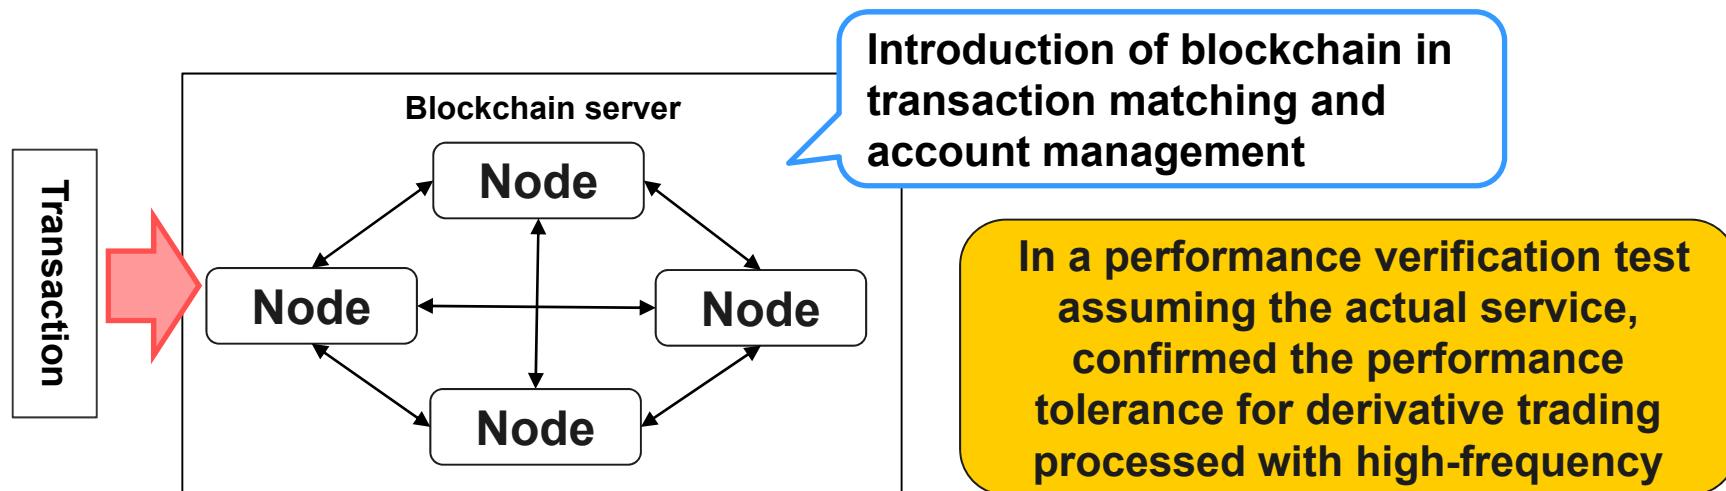 Introduction of blockchain in
transaction matching and
account management
Blockchain server
Transaction
Node
Node
Node
Node
In a performance verification test
assuming the actual service,
confirmed the performance
tolerance for derivative trading
processed with high-frequency